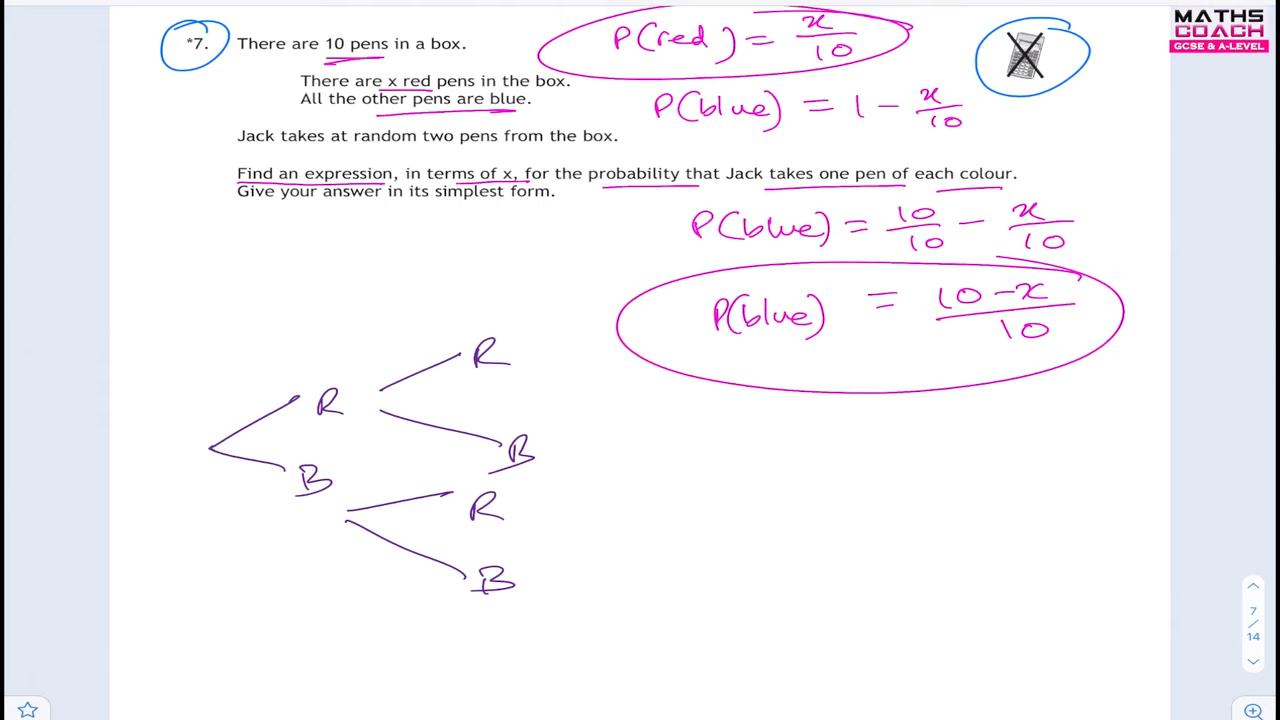 *7. There are 10 pens in a box.
P(red) = x/10
MATHS COACH
GCSE & A-LEVEL
There are x red pens in the box.
All the other pens are blue.
P(blue) = 1 - x/10
Jack takes at random two pens from the box.
Find an expression, in terms of x, for the probability that Jack takes one pen of each colour.
Give your answer in its simplest form.
P(blue) = 10/10 - x/10
P(blue) = 10-x/10
R
R
B
B
R
B
7
/
14